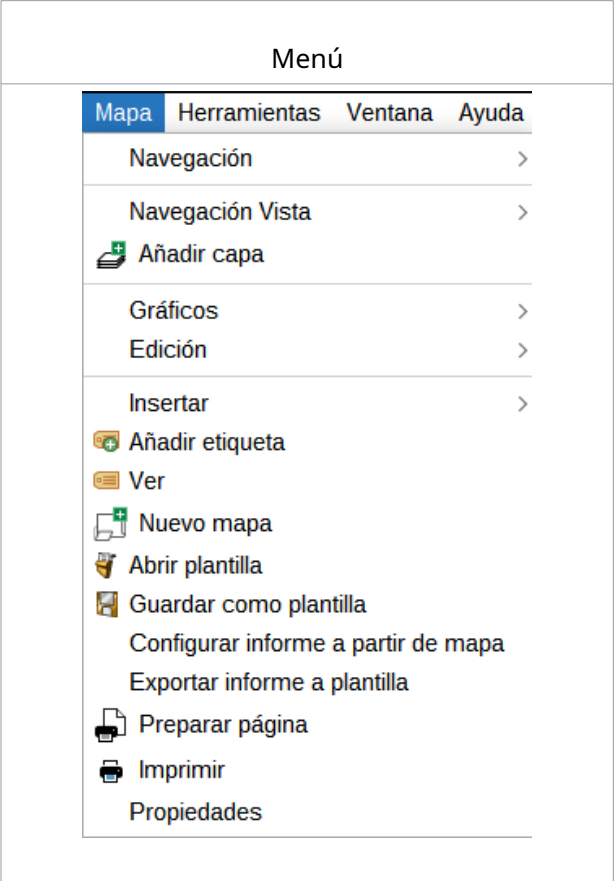 Menú
Mapa Herramientas Ventana Ayuda
Navegación
Navegación Vista
Añadir capa
Gráficos
Edición
Insertar
Añadir etiqueta
Ver
Nuevo mapa
Abrir plantilla
Guardar como plantilla
Configurar informe a partir de mapa
Exportar informe a plantilla
Preparar página
Imprimir
Propiedades